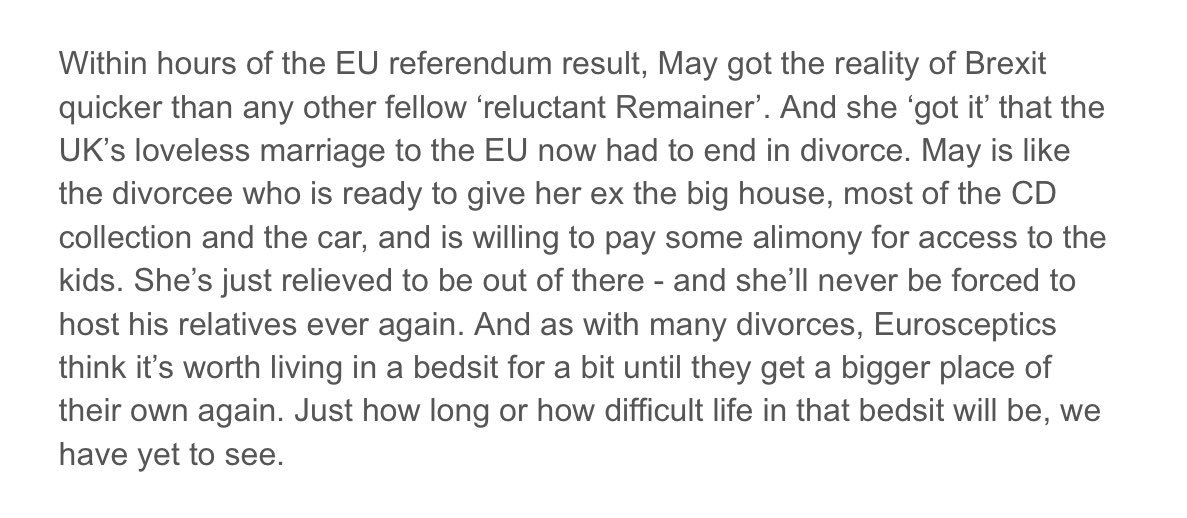 Within hours of the EU referendum result, May got the reality of Brexit
quicker than any other fellow ‘reluctant Remainer’. And she ‘got it’ that the
UK’s loveless marriage to the EU now had to end in divorce. May is like
the divorcee who is ready to give her ex the big house, most of the CD
collection and the car, and is willing to pay some alimony for access to the
kids. She’s just relieved to be out of there - and she’ll never be forced to
host his relatives ever again. And as with many divorces, Eurosceptics
think it’s worth living in a bedsit for a bit until they get a bigger place of
their own again. Just how long or how difficult life in that bedsit will be, we
have yet to see.